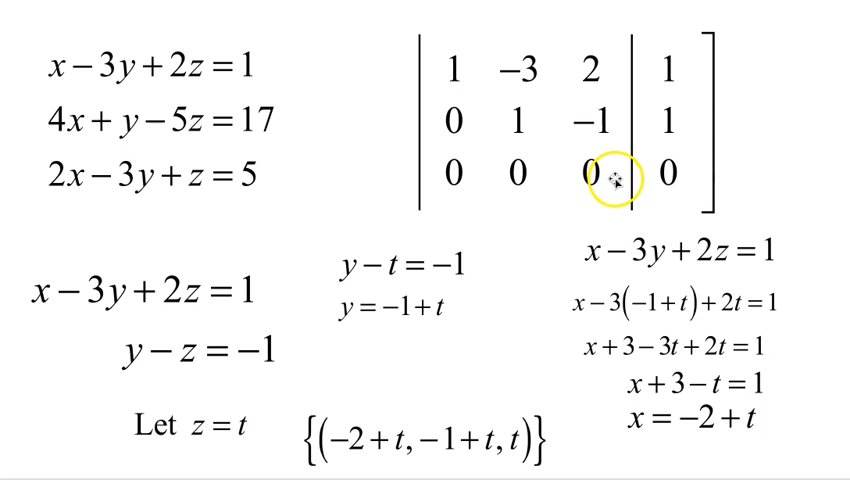 x − 3y + 2z = 1
4x + y − 5z = 17
2x − 3y + z = 5
1 −3 2 1
0 1 −1 1
0 0 0 0
x − 3y + 2z = 1
y − z = −1
Let z = t
y − t = −1
y = −1 + t
{(−2 + t, −1 + t, t)}
x − 3y + 2z = 1
x − 3(−1 + t) + 2t = 1
x + 3 − 3t + 2t = 1
x + 3 − t = 1
x = −2 + t